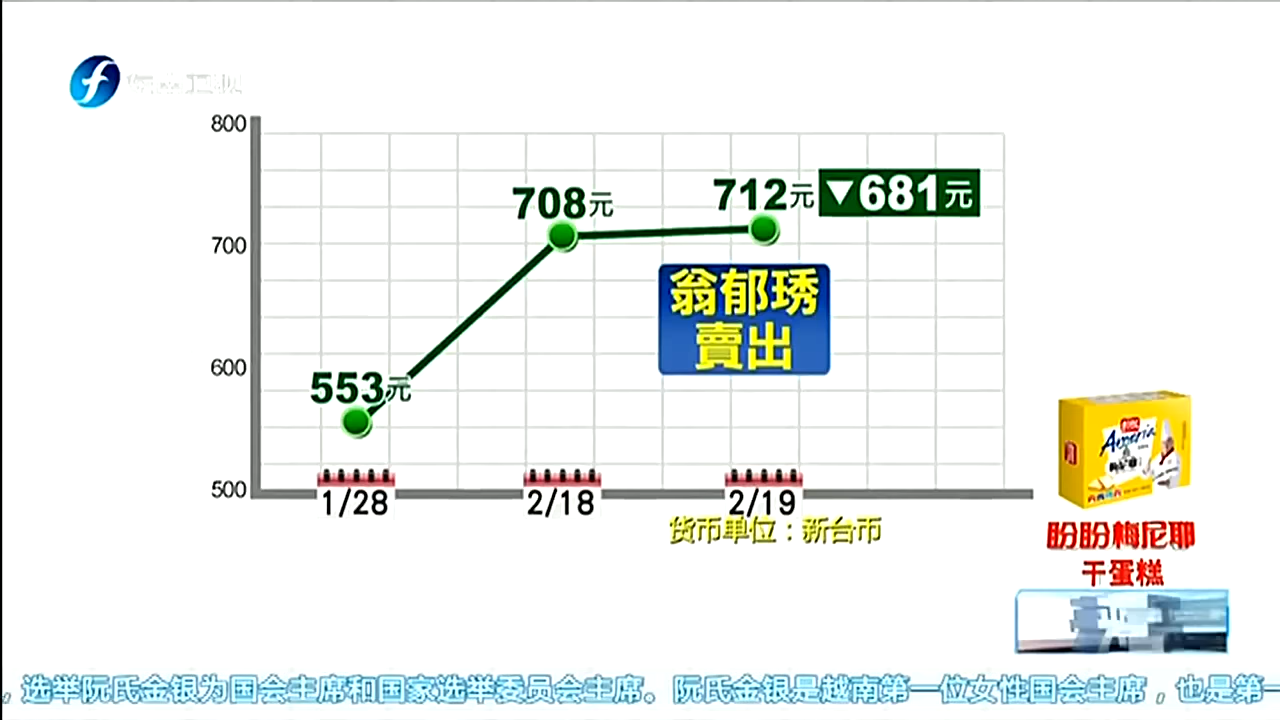 800
700
600
500
553元
708元
712元
▼681元
翁郁琇
賣出
1/28
2/18
2/19
货币单位：新台币
盼盼梅尼耶
干蛋糕
，选举阮氏金银为国会主席和国家选举委员会主席。阮氏金银是越南第一位女性国会主席，也是第一